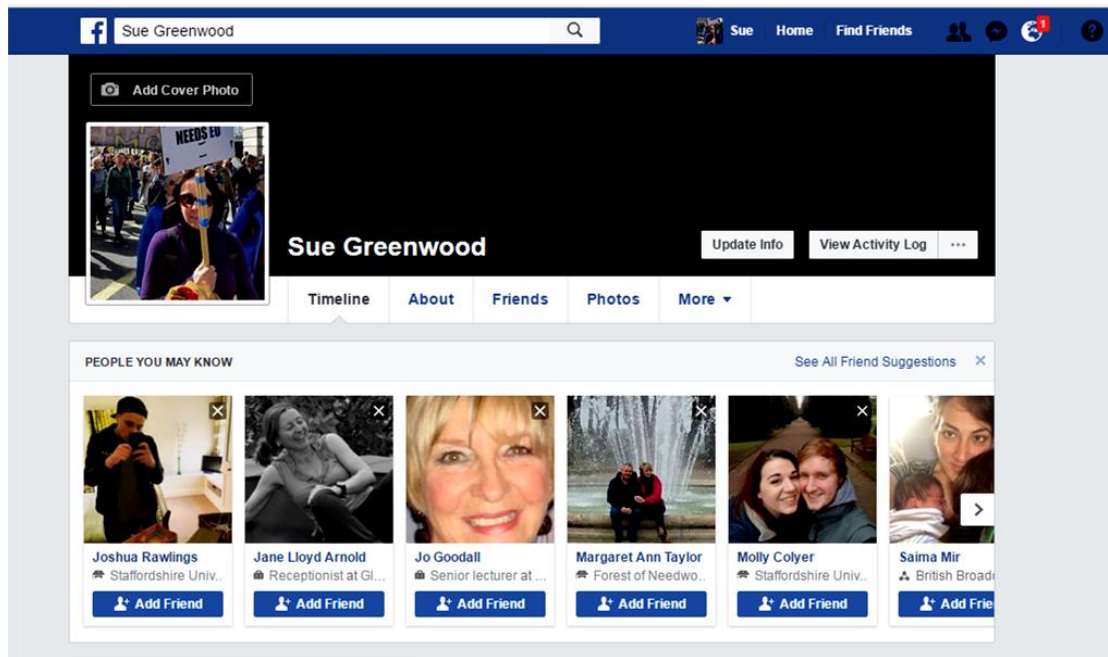 f Sue Greenwood Sue Home Find Friends 1 ?
Add Cover Photo
NEEDS EU
Sue Greenwood
Update Info View Activity Log ...
Timeline About Friends Photos More
PEOPLE YOU MAY KNOW See All Friend Suggestions
Joshua Rawlings Jane Lloyd Arnold Jo Goodall Margaret Ann Taylor Molly Colyer Saima Mir
Staffordshire Univ.. Receptionist at Gl... Senior lecturer at ... Forest of Needwo.. Staffordshire Univ.. British Broad
Add Friend Add Friend Add Friend Add Friend Add Friend Add Frie